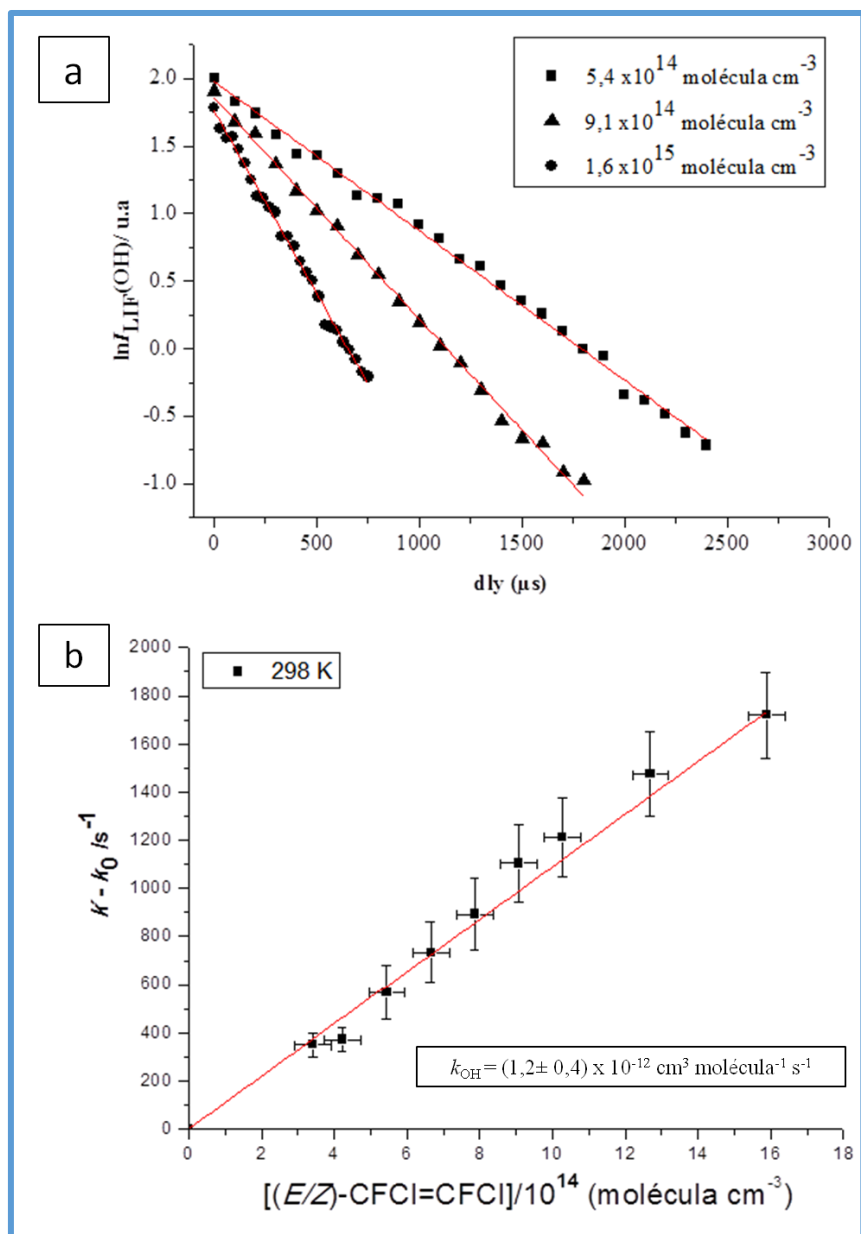 a
5,4 x10^14 molécula cm^-3
9,1 x10^14 molécula cm^-3
1,6 x10^15 molécula cm^-3
lnI_LIF(OH)/ u.a
2.0
1.5
1.0
0.5
0.0
-0.5
-1.0
0 500 1000 1500 2000 2500 3000
dly (µs)
b
298 K
K - k_0 /s^-1
2000
1800
1600
1400
1200
1000
800
600
400
200
0
k_OH = (1,2± 0,4) x 10^-12 cm^3 molécula^-1 s^-1
0 2 4 6 8 10 12 14 16 18
[(E/Z)-CFCl=CFCl]/10^14 (molécula cm^-3)